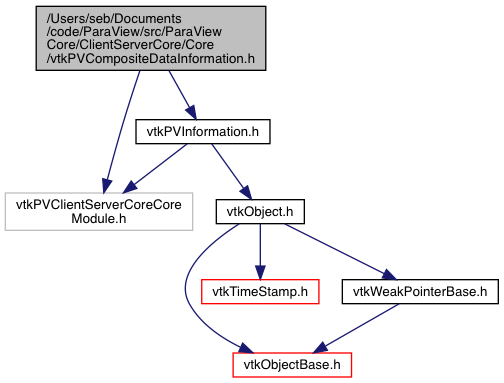 /Users/seb/Documents
/code/ParaView/src/ParaView
Core/ClientServerCore/Core
/vtkPVCompositeDataInformation.h
vtkPVInformation.h
vtkPVClientServerCoreCore
Module.h
vtkObject.h
vtkTimeStamp.h
vtkWeakPointerBase.h
vtkObjectBase.h